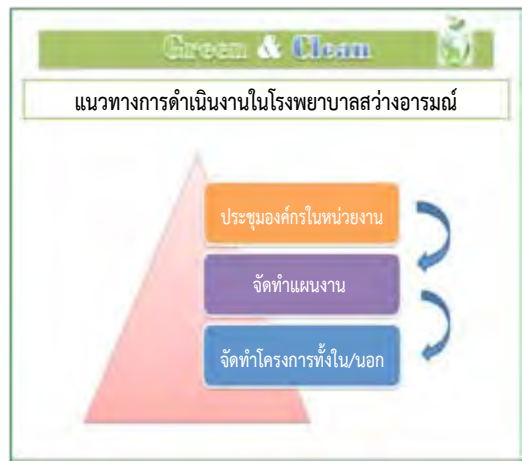 Green & Clean
แนวทางการดำเนินงานในโรงพยาบาลสว่างอารมณ์
ประชุมองค์กรในหน่วยงาน
จัดทำแผนงาน
จัดทำโครงการทั้งใน/นอก